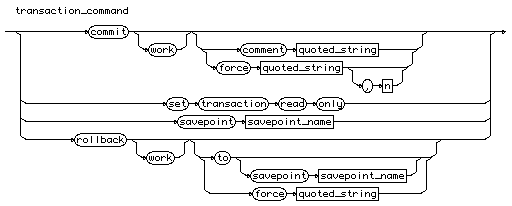 transaction_command
commit
work
comment quoted_string
force quoted_string
, n
set transaction read only
savepoint savepoint_name
rollback
work
to
savepoint savepoint_name
force quoted_string